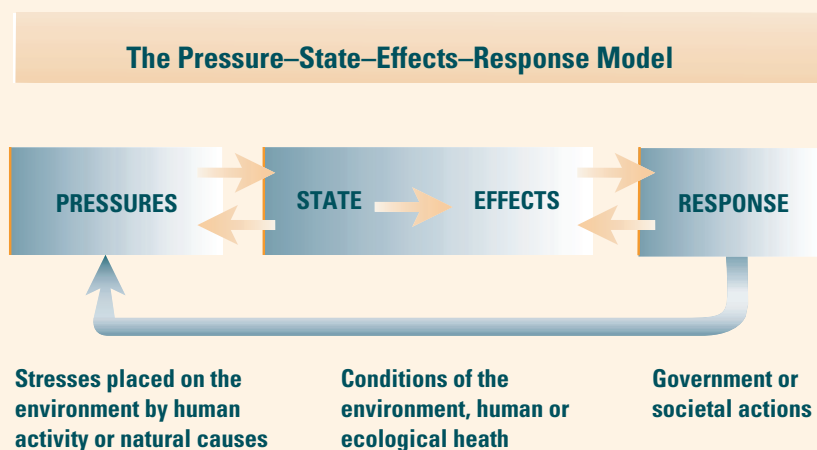 The Pressure–State–Effects–Response Model
PRESSURES
STATE
EFFECTS
RESPONSE
Stresses placed on the
environment by human
activity or natural causes
Conditions of the
environment, human or
ecological heath
Government or
societal actions